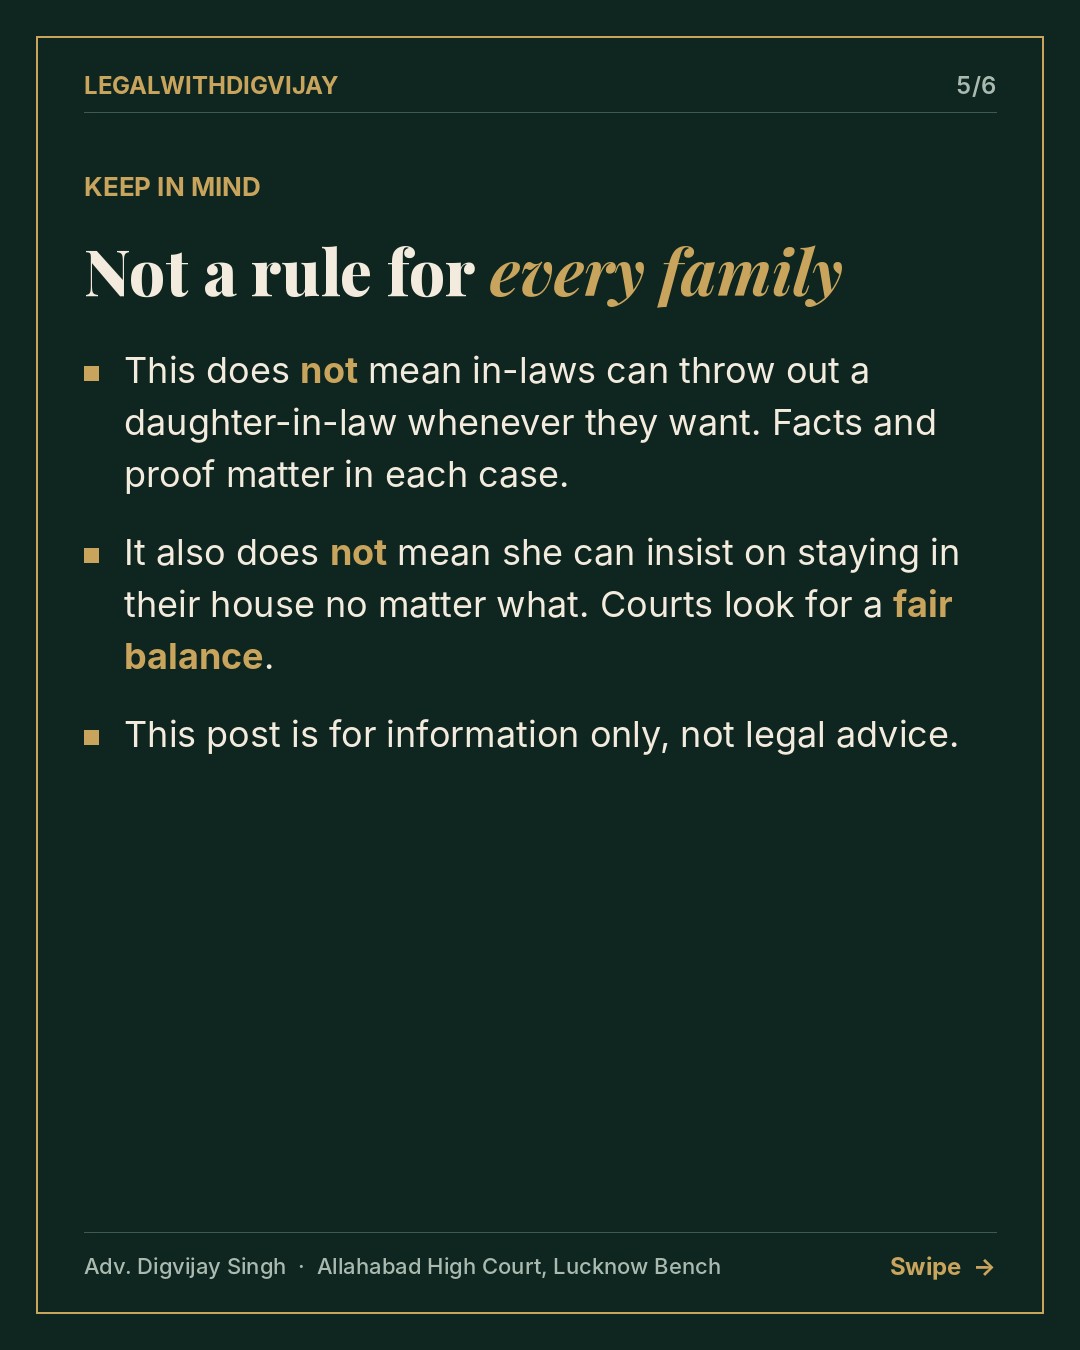 LEGALWITHDIGVIJAY
5/6
KEEP IN MIND
Not a rule for every family
This does not mean in-laws can throw out a
daughter-in-law whenever they want. Facts and
proof matter in each case.
It also does not mean she can insist on staying in
their house no matter what. Courts look for a fair
balance.
This post is for information only, not legal advice.
Adv. Digvijay Singh · Allahabad High Court, Lucknow Bench
Swipe →